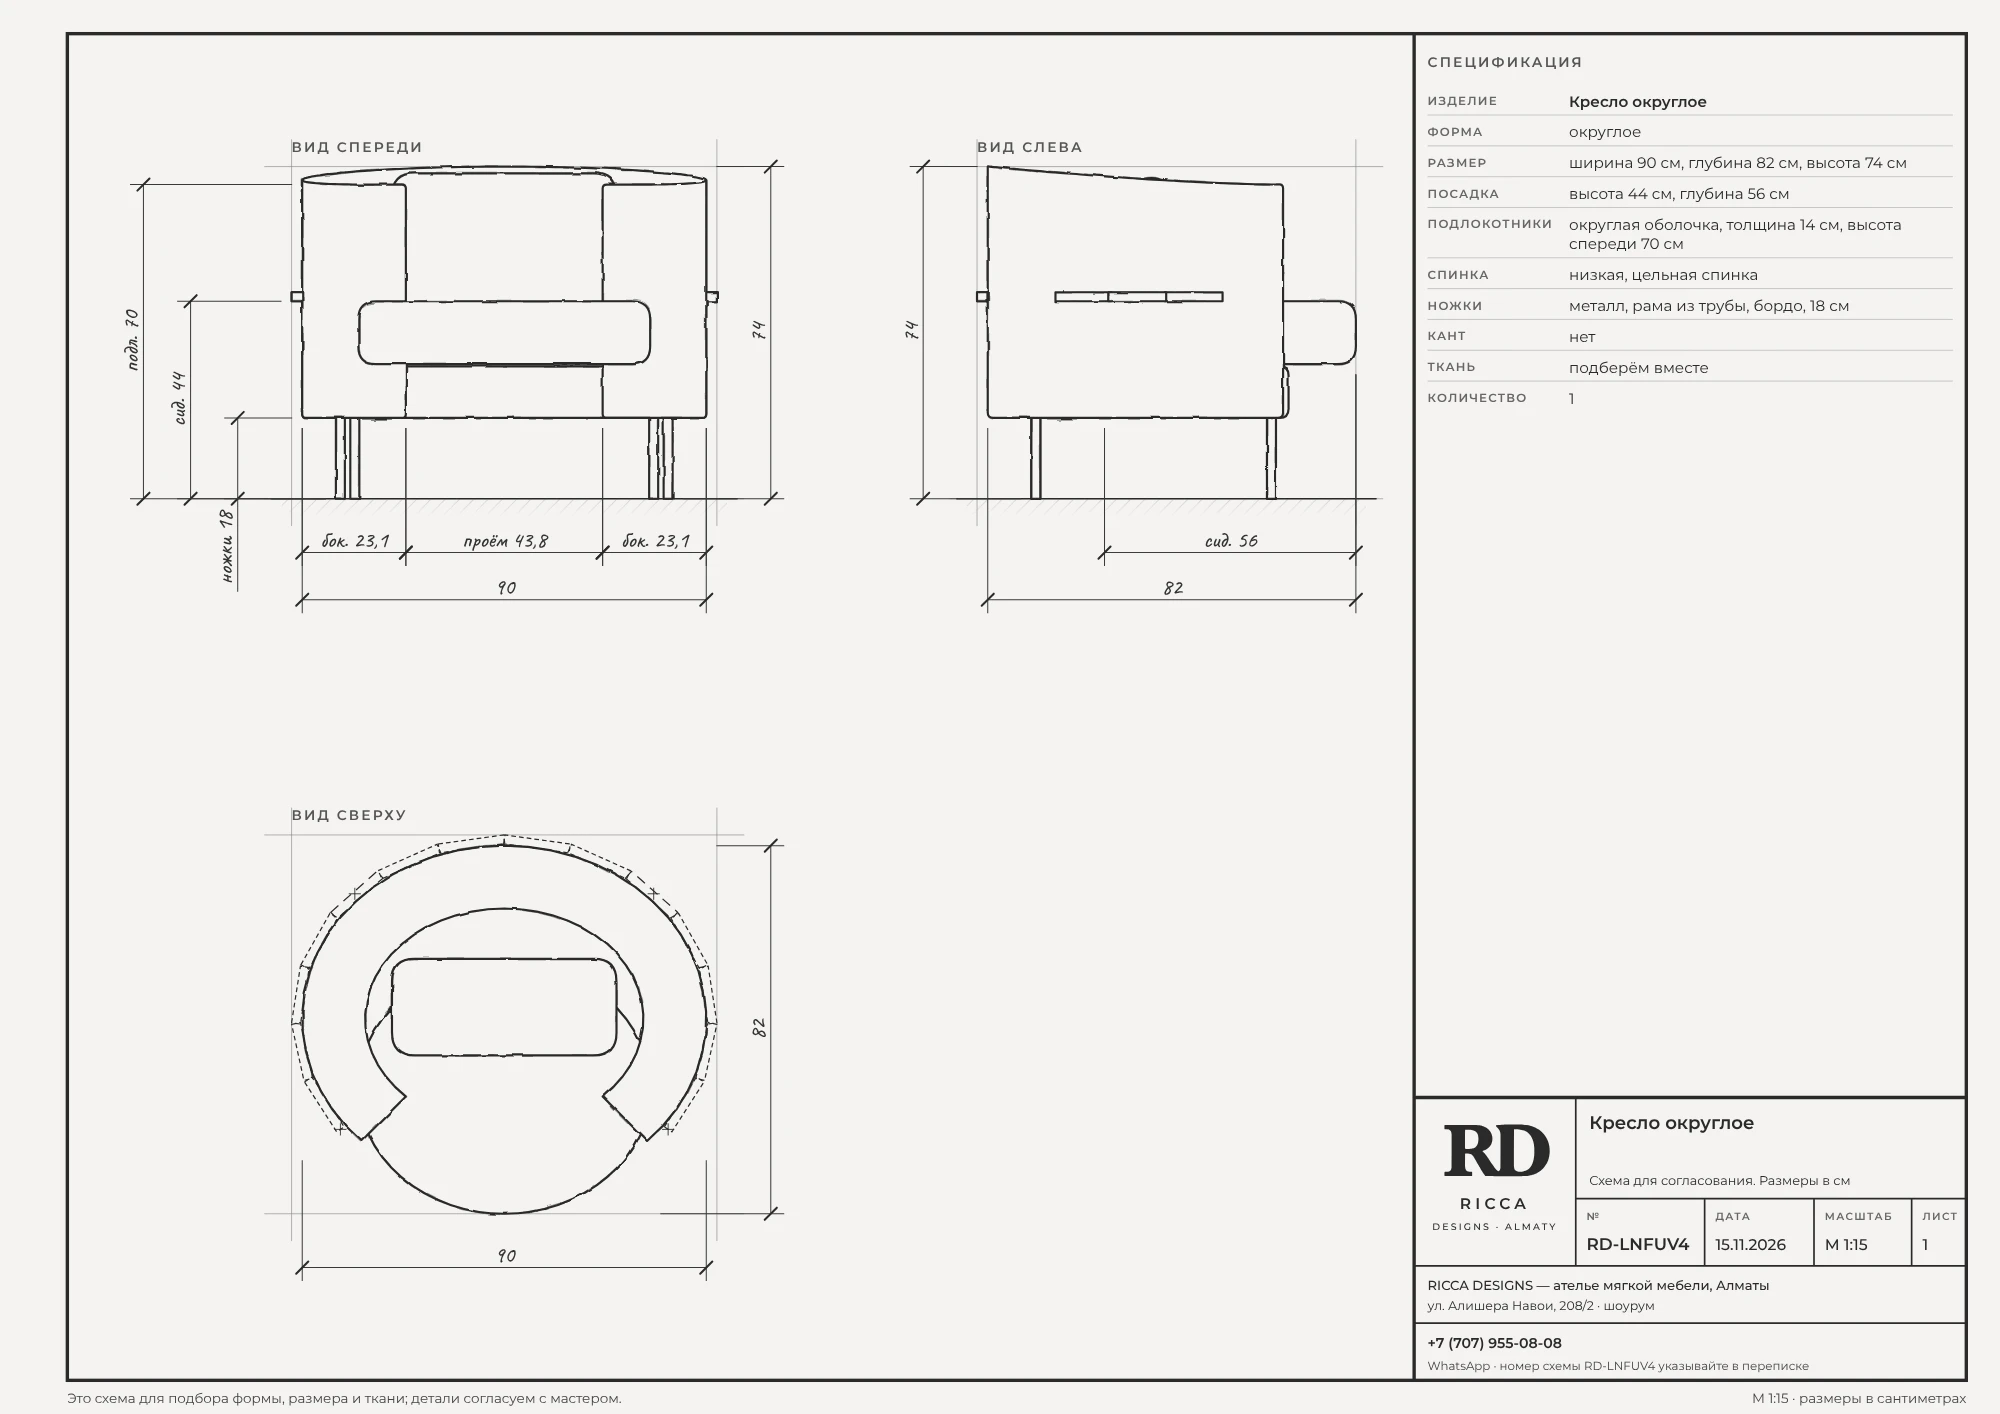 ВИД СПЕРЕДИ
подл. 70
сид. 44
ножки 18
74
бок. 23,1
проём 43,8
бок. 23,1
90
ВИД СЛЕВА
74
сид. 56
82
ВИД СВЕРХУ
82
90
СПЕЦИФИКАЦИЯ
ИЗДЕЛИЕ Кресло округлое
ФОРМА округлое
РАЗМЕР ширина 90 см, глубина 82 см, высота 74 см
ПОСАДКА высота 44 см, глубина 56 см
ПОДЛОКОТНИКИ округлая оболочка, толщина 14 см, высота
спереди 70 см
СПИНКА низкая, цельная спинка
НОЖКИ металл, рама из трубы, бордо, 18 см
КАНТ нет
ТКАНЬ подберём вместе
КОЛИЧЕСТВО 1
RD
RICCA
DESIGNS · ALMATY
Кресло округлое
Схема для согласования. Размеры в см
№ ДАТА МАСШТАБ ЛИСТ
RD-LNFUV4 15.11.2026 М 1:15 1
RICCA DESIGNS — ателье мягкой мебели, Алматы
ул. Алишера Навои, 208/2 · шоурум
+7 (707) 955-08-08
WhatsApp · номер схемы RD-LNFUV4 указывайте в переписке
Это схема для подбора формы, размера и ткани; детали согласуем с мастером.
М 1:15 · размеры в сантиметрах